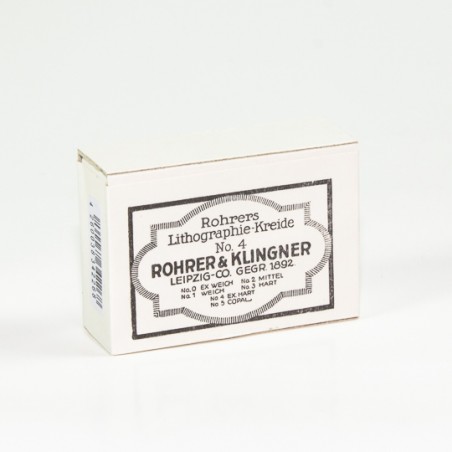 Rohrers
Lithographie-Kreide
No. 4
ROHRER & KLINGNER
LEIPZIG-CO. GEGR. 1892
No. 0 EX WEICH No 2 MITTEL
No. 1 WEICH No 3 HART
No 4 EX. HART
No 5 COPAL